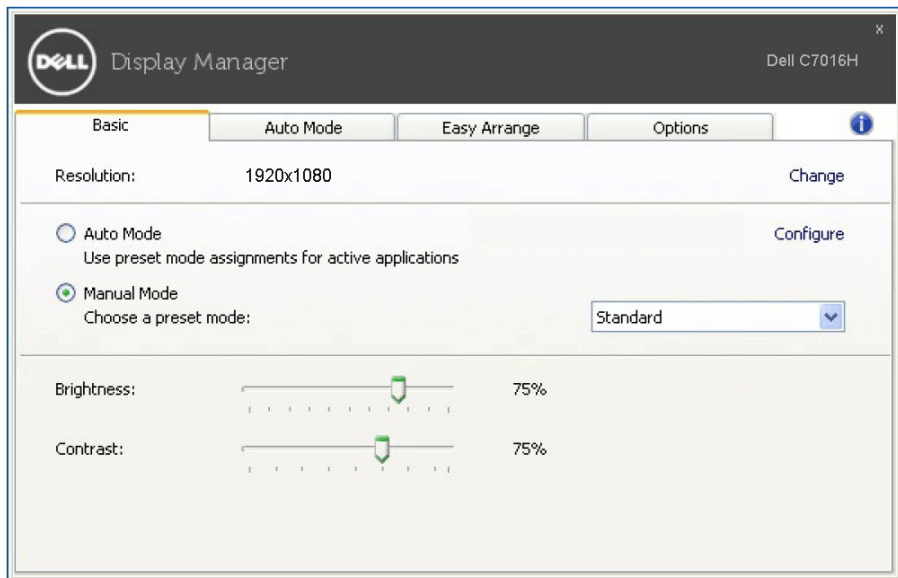 x
DELL Display Manager Dell C7016H
Basic Auto Mode Easy Arrange Options i
Resolution: 1920x1080 Change
Auto Mode Configure
Use preset mode assignments for active applications
Manual Mode
Choose a preset mode: Standard
Brightness: 75%
Contrast: 75%